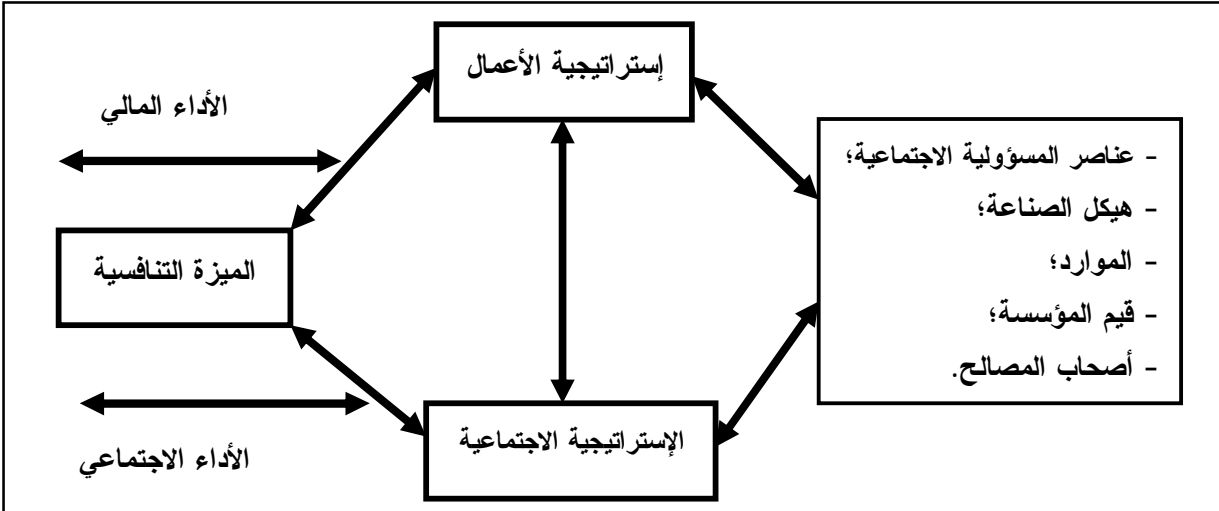 إستراتيجية الأعمال
الأداء المالي
- عناصر المسؤولية الاجتماعية؛
- هيكل الصناعة؛
- الموارد؛
- قيم المؤسسة؛
- أصحاب المصالح.
الميزة التنافسية
الإستراتيجية الاجتماعية
الأداء الاجتماعي